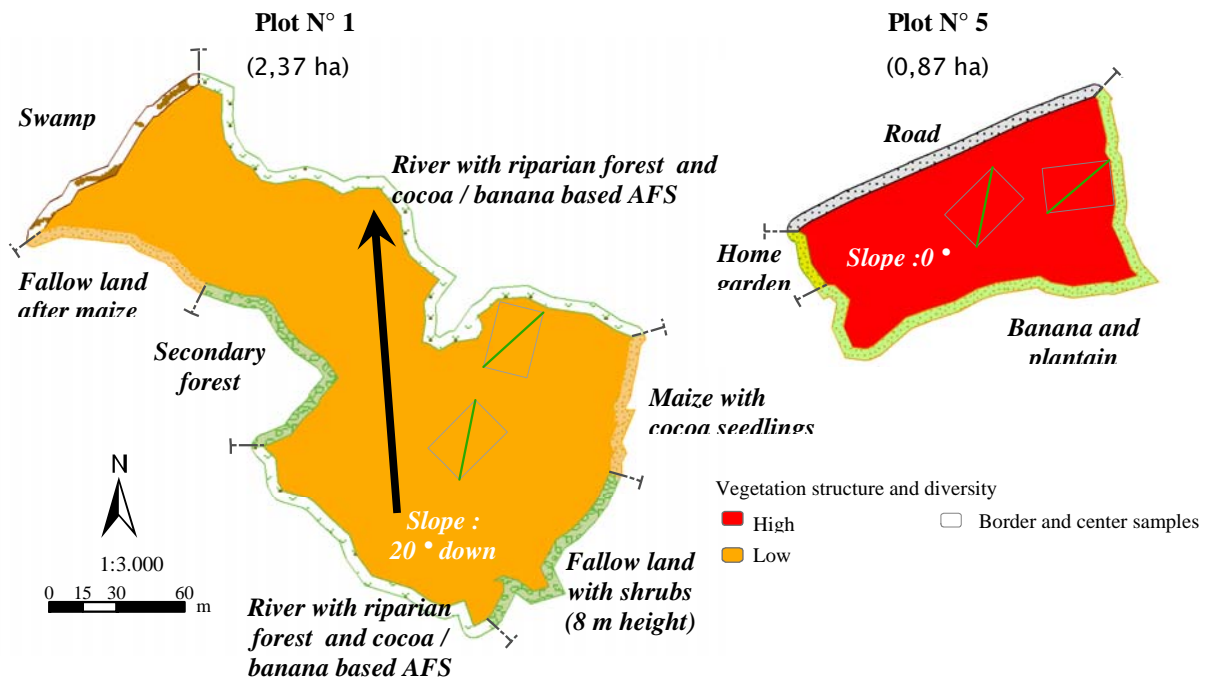 Plot N° 1
(2,37 ha)
Plot N° 5
(0,87 ha)
Swamp
River with riparian forest and
cocoa / banana based AFS
Road
Fallow land
after maize
Home
garden
Slope :0 °
Secondary
forest
Banana and
plantain
Maize with
cocoa seedlings
N
1:3.000
0 15 30 60
m
Slope :
20 ° down
Fallow land
with shrubs
(8 m height)
River with riparian
forest and cocoa /
banana based AFS
Vegetation structure and diversity
High
Border and center samples
Low